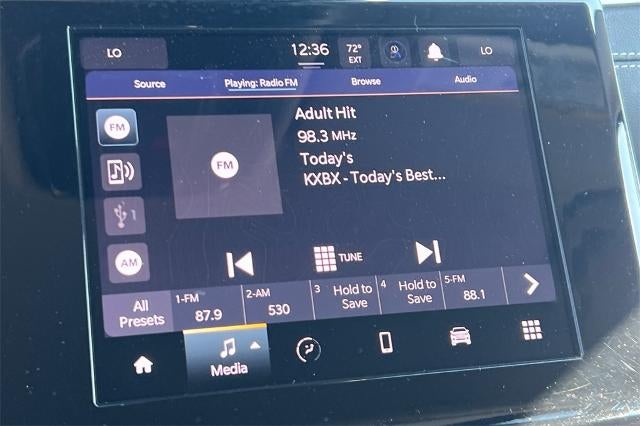 LO
12:36
72°
EXT
LO
Source
Playing: Radio FM
Browse
Audio
FM
FM
Adult Hit
98.3 MHz
Today's
KXBX - Today's Best...
1
AM
TUNE
All
Presets
1-FM
87.9
2-AM
530
3 Hold to
Save
4 Hold to
Save
5-FM
88.1
Media